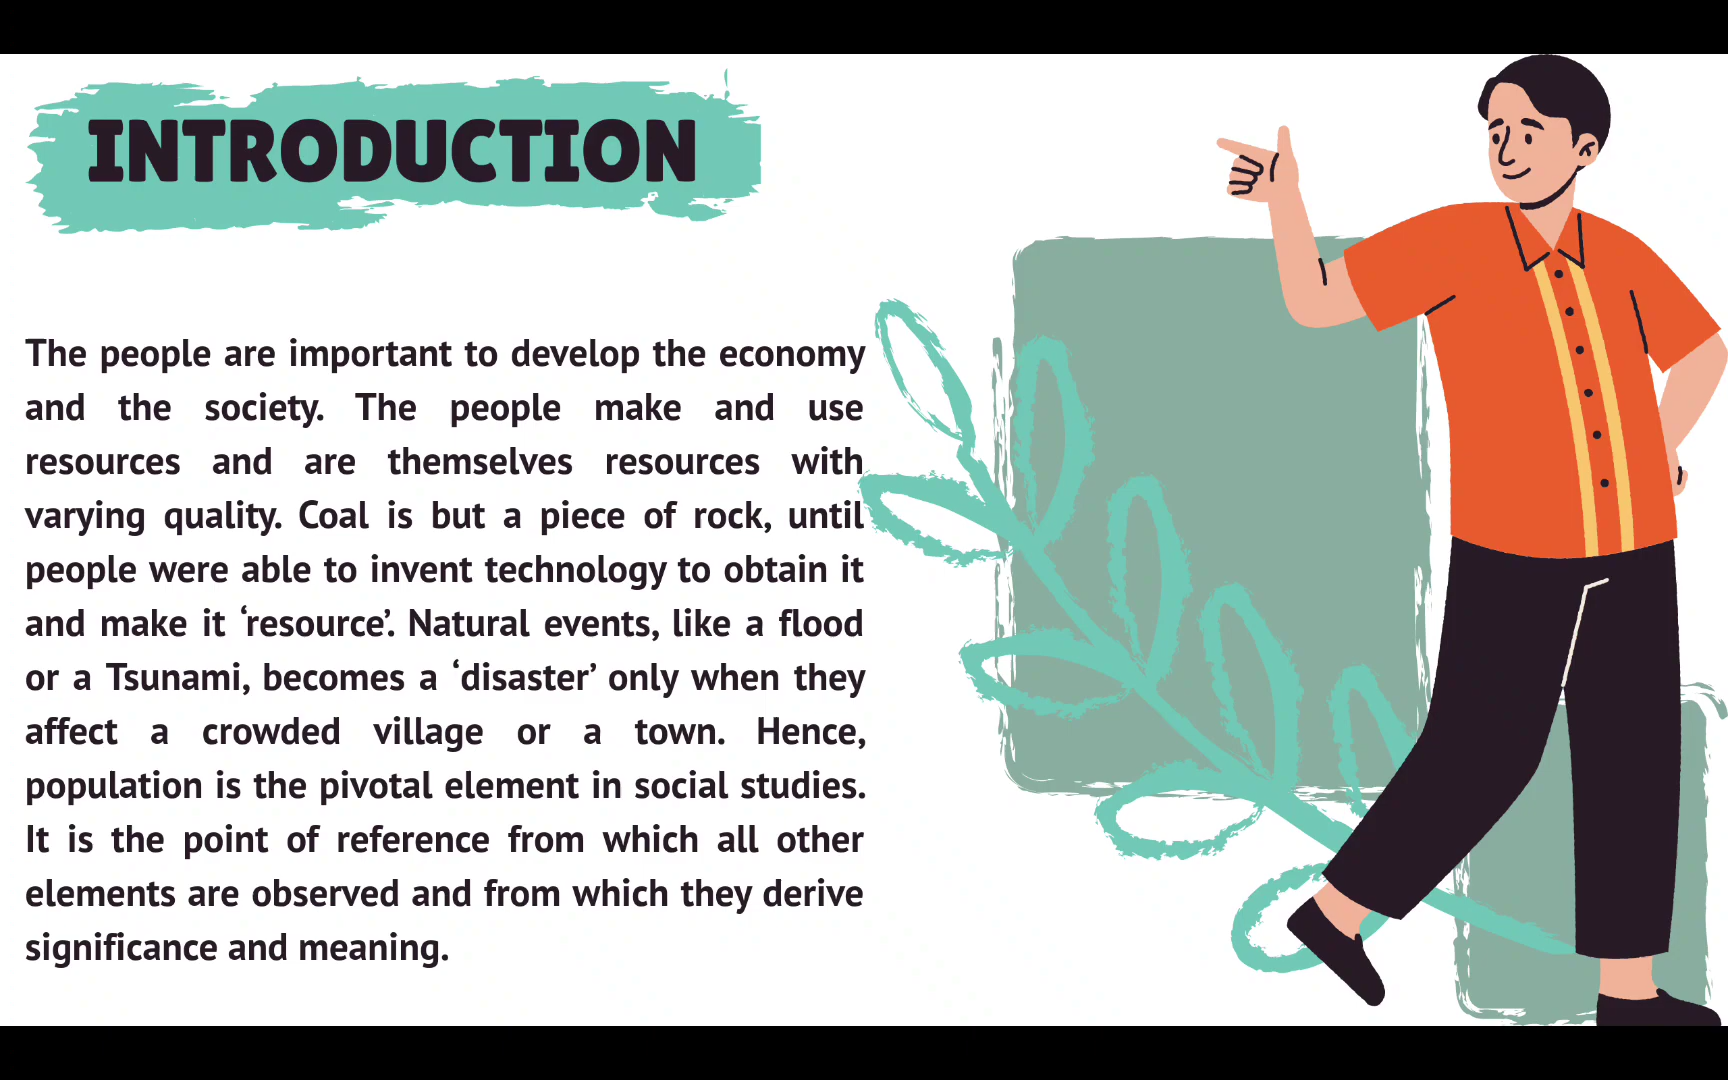 INTRODUCTION
The people are important to develop the economy
and the society. The people make and use
resources and are themselves resources with
varying quality. Coal is but a piece of rock, until
people were able to invent technology to obtain it
and make it ‘resource’. Natural events, like a flood
or a Tsunami, becomes a ‘disaster’ only when they
affect a crowded village or a town. Hence,
population is the pivotal element in social studies.
It is the point of reference from which all other
elements are observed and from which they derive
significance and meaning.